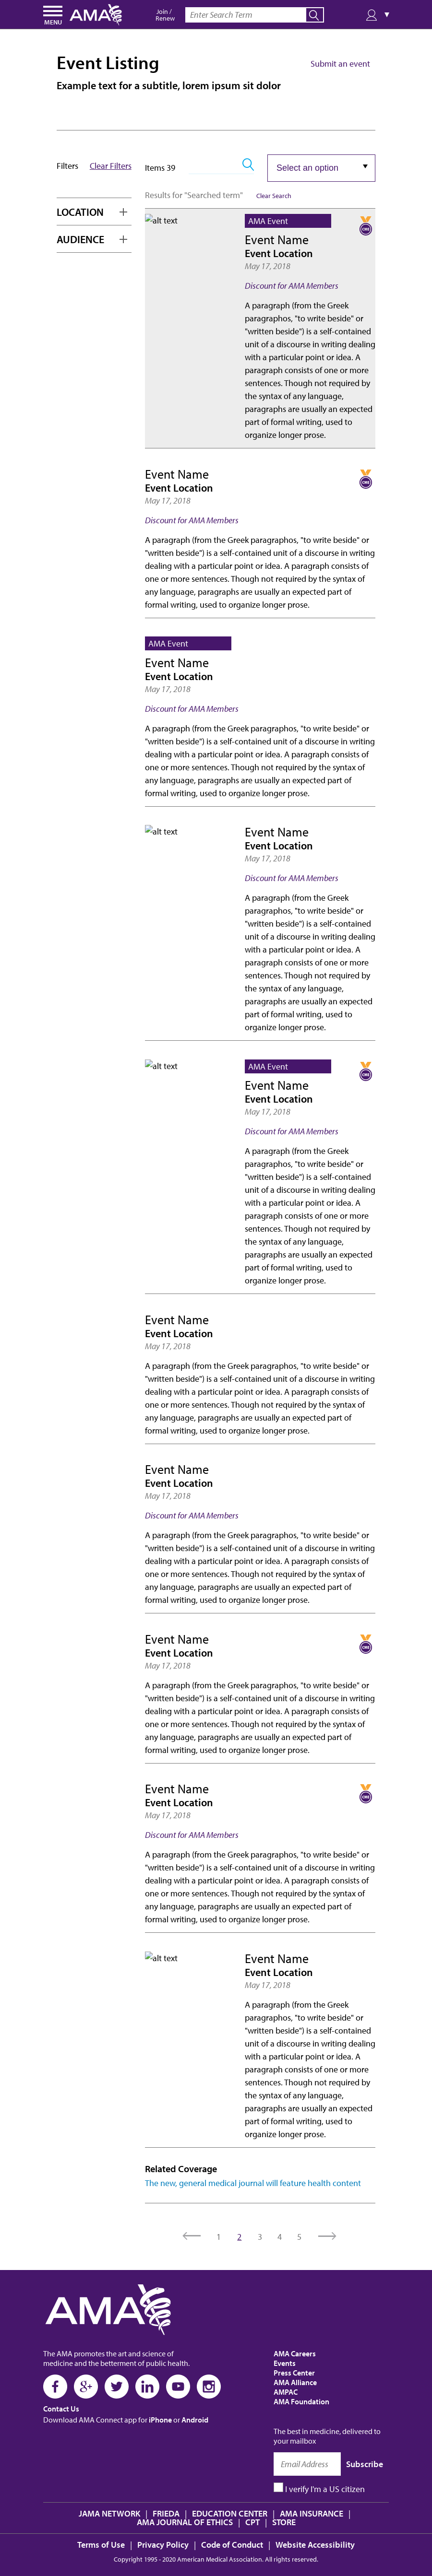 MENU
AMA
Join /
Renew
Enter Search Term
▼
Event Listing
Submit an event
Example text for a subtitle, lorem ipsum sit dolor
Filters
Clear Filters
Items 39
Select an option
Results for "Searched term"
Clear Search
LOCATION
AUDIENCE
alt text
AMA Event
CME
Event Name
Event Location
May 17, 2018
Discount for AMA Members
A paragraph (from the Greek
paragraphos, "to write beside" or
"written beside") is a self-contained
unit of a discourse in writing dealing
with a particular point or idea. A
paragraph consists of one or more
sentences. Though not required by
the syntax of any language,
paragraphs are usually an expected
part of formal writing, used to
organize longer prose.
Event Name
CME
Event Location
May 17, 2018
Discount for AMA Members
A paragraph (from the Greek paragraphos, "to write beside" or
"written beside") is a self-contained unit of a discourse in writing
dealing with a particular point or idea. A paragraph consists of
one or more sentences. Though not required by the syntax of
any language, paragraphs are usually an expected part of
formal writing, used to organize longer prose.
AMA Event
Event Name
Event Location
May 17, 2018
Discount for AMA Members
A paragraph (from the Greek paragraphos, "to write beside" or
"written beside") is a self-contained unit of a discourse in writing
dealing with a particular point or idea. A paragraph consists of
one or more sentences. Though not required by the syntax of
any language, paragraphs are usually an expected part of
formal writing, used to organize longer prose.
alt text
Event Name
Event Location
May 17, 2018
Discount for AMA Members
A paragraph (from the Greek
paragraphos, "to write beside" or
"written beside") is a self-contained
unit of a discourse in writing dealing
with a particular point or idea. A
paragraph consists of one or more
sentences. Though not required by
the syntax of any language,
paragraphs are usually an expected
part of formal writing, used to
organize longer prose.
alt text
AMA Event
CME
Event Name
Event Location
May 17, 2018
Discount for AMA Members
A paragraph (from the Greek
paragraphos, "to write beside" or
"written beside") is a self-contained
unit of a discourse in writing dealing
with a particular point or idea. A
paragraph consists of one or more
sentences. Though not required by
the syntax of any language,
paragraphs are usually an expected
part of formal writing, used to
organize longer prose.
Event Name
Event Location
May 17, 2018
A paragraph (from the Greek paragraphos, "to write beside" or
"written beside") is a self-contained unit of a discourse in writing
dealing with a particular point or idea. A paragraph consists of
one or more sentences. Though not required by the syntax of
any language, paragraphs are usually an expected part of
formal writing, used to organize longer prose.
Event Name
Event Location
May 17, 2018
Discount for AMA Members
A paragraph (from the Greek paragraphos, "to write beside" or
"written beside") is a self-contained unit of a discourse in writing
dealing with a particular point or idea. A paragraph consists of
one or more sentences. Though not required by the syntax of
any language, paragraphs are usually an expected part of
formal writing, used to organize longer prose.
Event Name
CME
Event Location
May 17, 2018
A paragraph (from the Greek paragraphos, "to write beside" or
"written beside") is a self-contained unit of a discourse in writing
dealing with a particular point or idea. A paragraph consists of
one or more sentences. Though not required by the syntax of
any language, paragraphs are usually an expected part of
formal writing, used to organize longer prose.
Event Name
CME
Event Location
May 17, 2018
Discount for AMA Members
A paragraph (from the Greek paragraphos, "to write beside" or
"written beside") is a self-contained unit of a discourse in writing
dealing with a particular point or idea. A paragraph consists of
one or more sentences. Though not required by the syntax of
any language, paragraphs are usually an expected part of
formal writing, used to organize longer prose.
alt text
Event Name
Event Location
May 17, 2018
A paragraph (from the Greek
paragraphos, "to write beside" or
"written beside") is a self-contained
unit of a discourse in writing dealing
with a particular point or idea. A
paragraph consists of one or more
sentences. Though not required by
the syntax of any language,
paragraphs are usually an expected
part of formal writing, used to
organize longer prose.
Related Coverage
The new, general medical journal will feature health content
1 2 3 4 5
AMA
The AMA promotes the art and science of
medicine and the betterment of public health.
f g+ in
Contact Us
Download AMA Connect app for iPhone or Android
AMA Careers
Events
Press Center
AMA Alliance
AMPAC
AMA Foundation
The best in medicine, delivered to
your mailbox
Email Address
Subscribe
I verify I'm a US citizen
JAMA NETWORK | FRIEDA | EDUCATION CENTER | AMA INSURANCE |
AMA JOURNAL OF ETHICS | CPT | STORE
Terms of Use | Privacy Policy | Code of Conduct | Website Accessibility
Copyright 1995 - 2020 American Medical Association. All rights reserved.